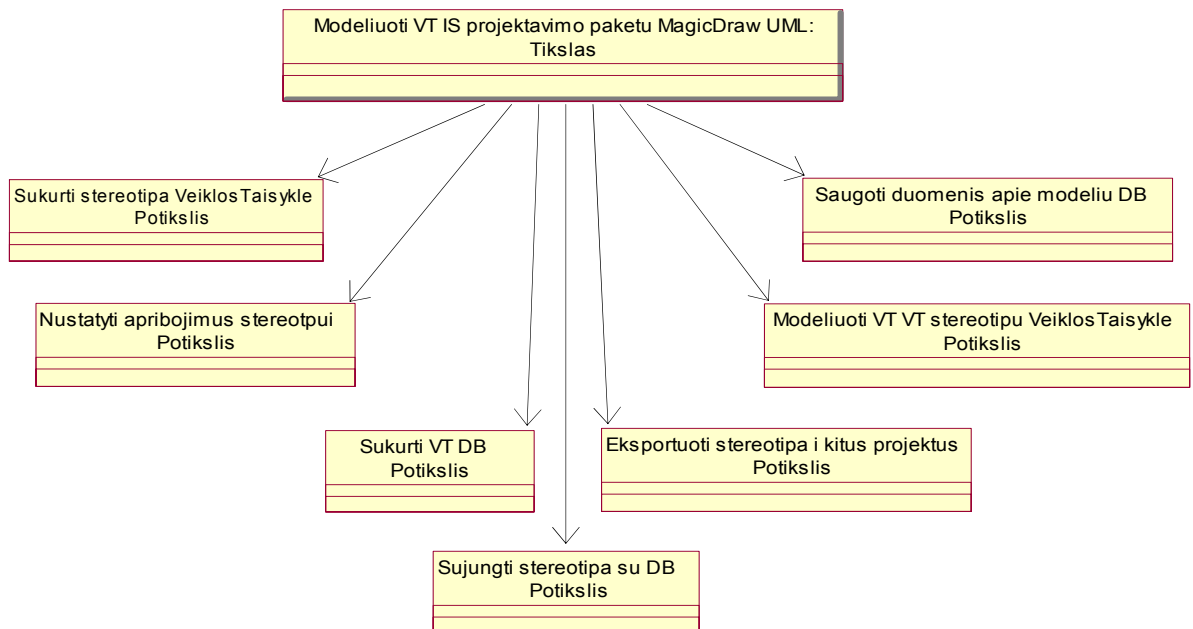 Modeliuoti VT IS projektavimo paketu MagicDraw UML:
Tikslas
Sukurti stereotipa VeiklosTaisykle
Potikslis
Saugoti duomenis apie modeliu DB
Potikslis
Nustatyti apribojimus stereotpui
Potikslis
Modeliuoti VT VT stereotipu VeiklosTaisykle
Potikslis
Sukurti VT DB
Potikslis
Eksportuoti stereotipa i kitus projektus
Potikslis
Sujungti stereotipa su DB
Potikslis